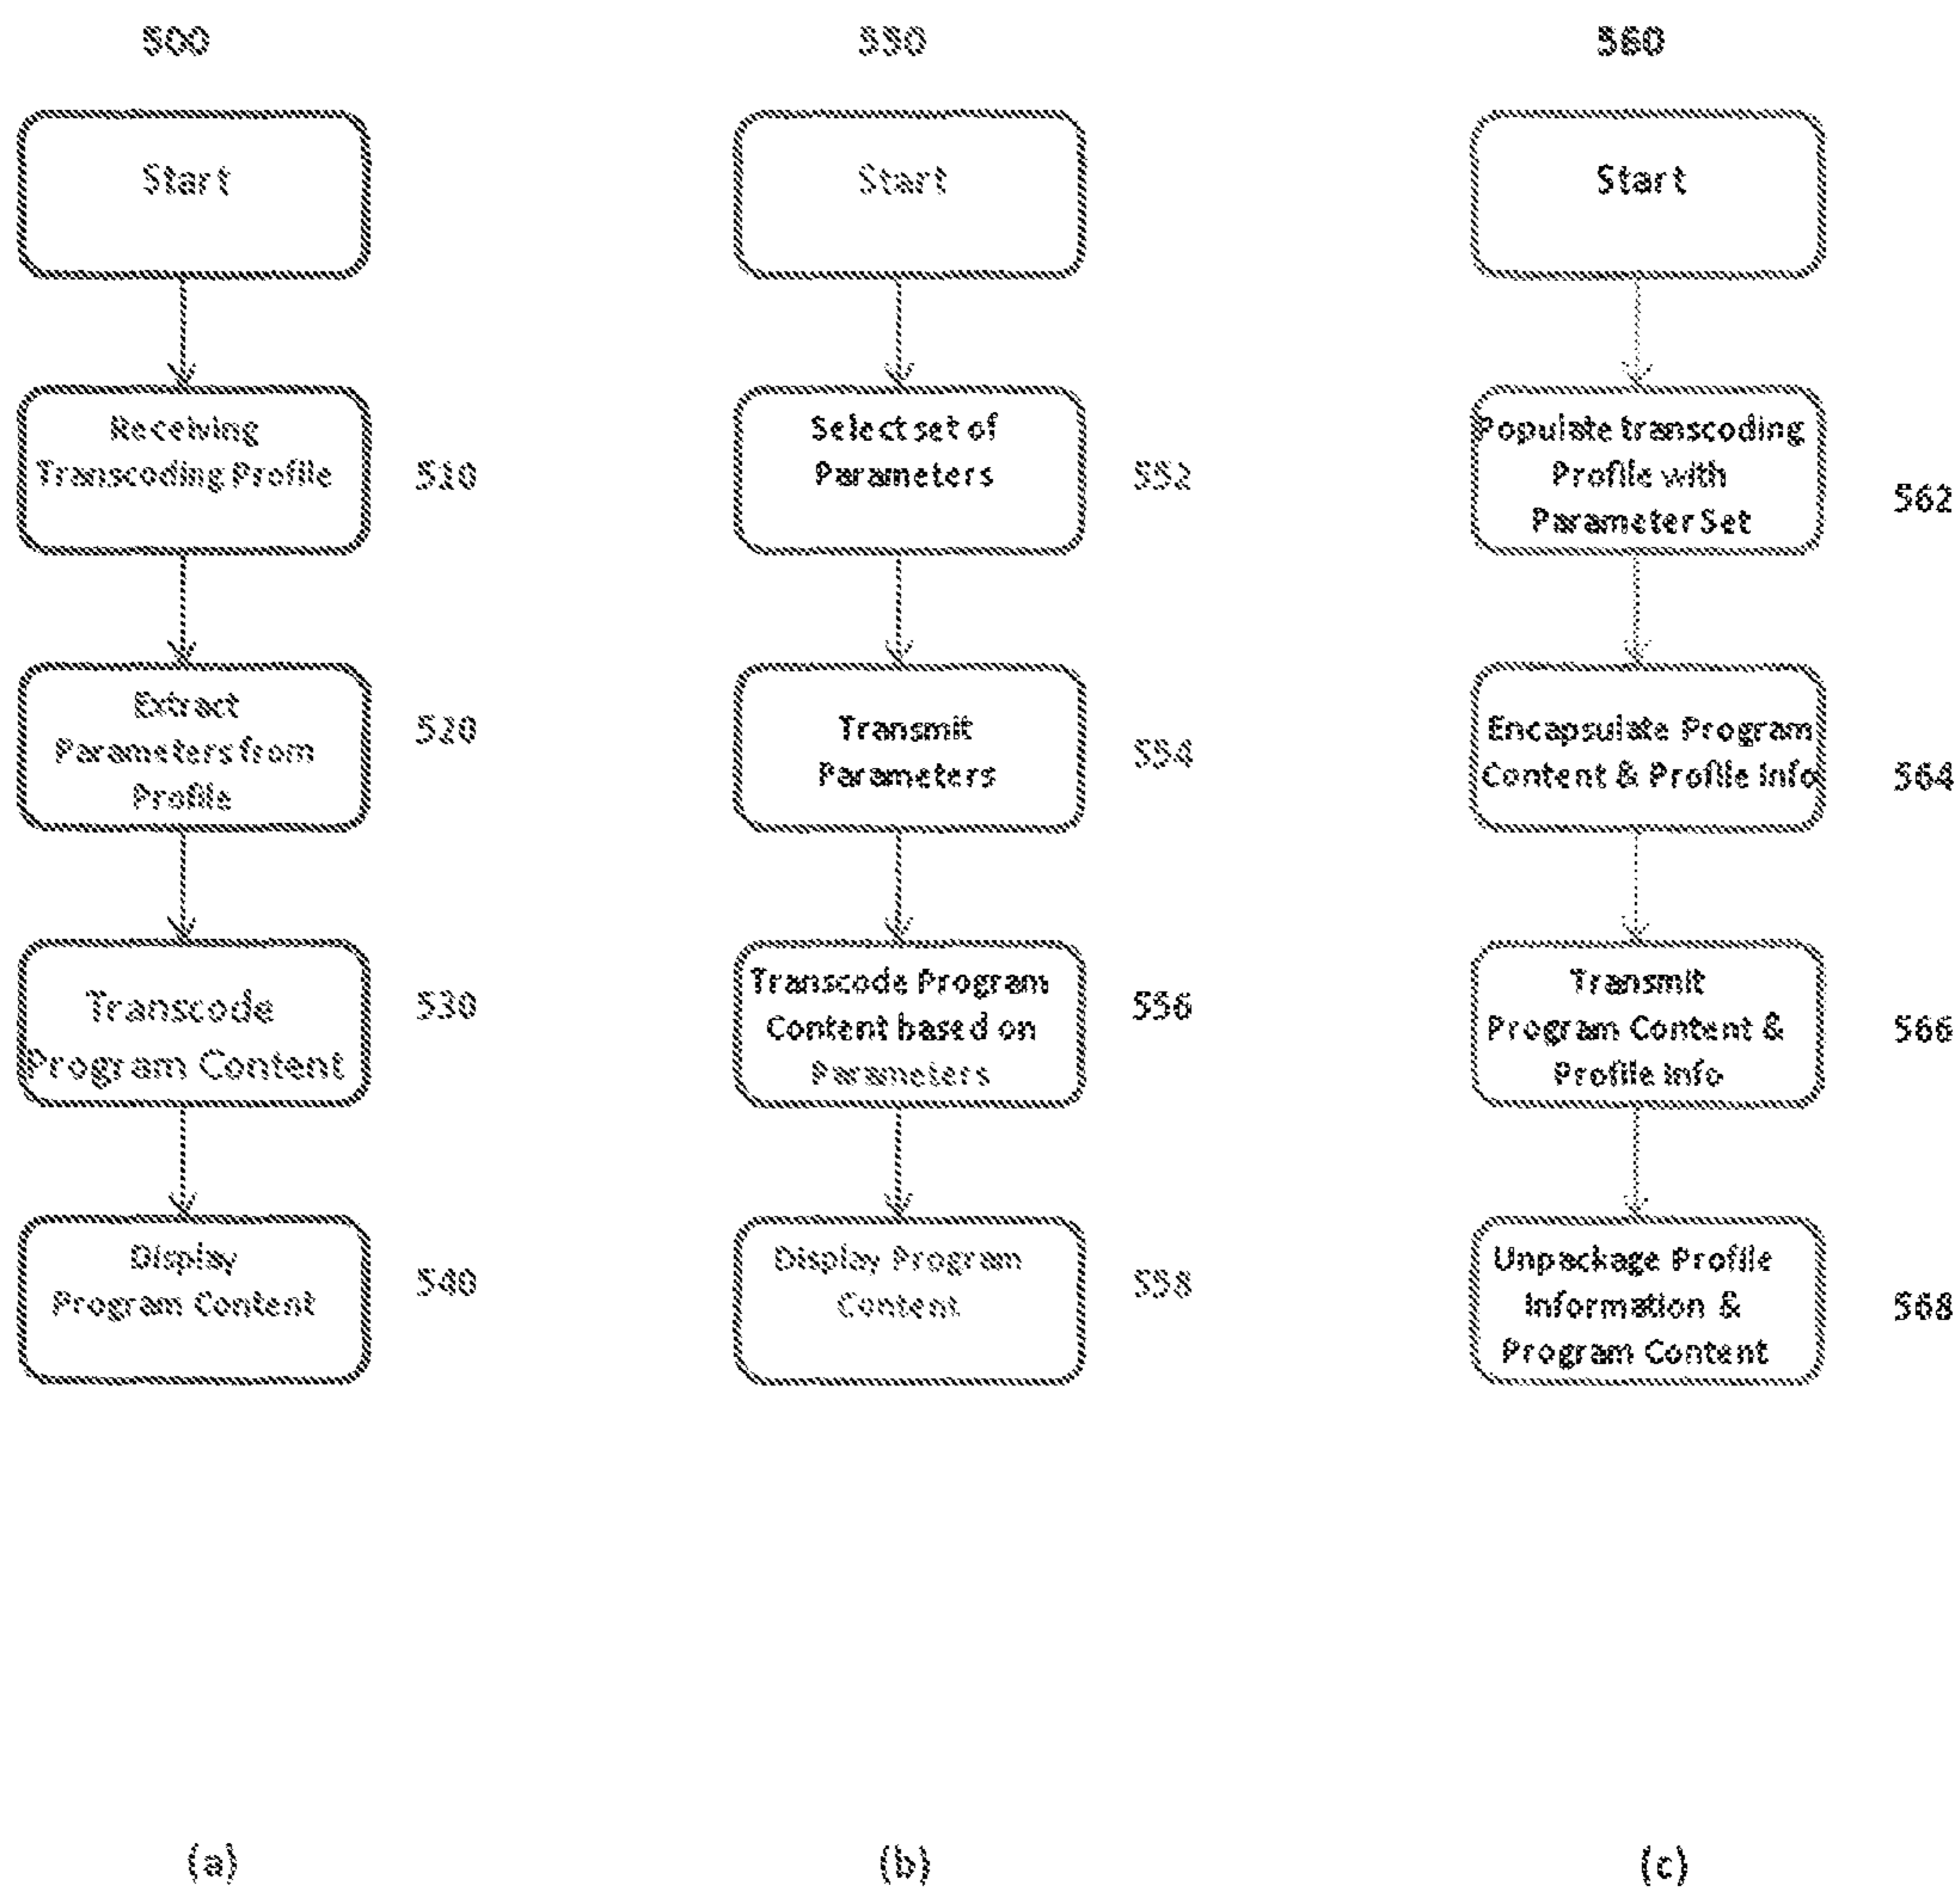 500
Start
Receiving
Transcoding Profile
510
Extract
Parameters from
Profile
520
Transcode
Program Content
530
Display
Program Content
540
(a)
550
Start
Select set of
Parameters
552
Transmit
Parameters
554
Transcode Program
Content based on
Parameters
556
Display Program
Content
558
(b)
560
Start
Populate transcoding
Profile with
Parameter Set
562
Encapsulate Program
Content & Profile Info
564
Transmit
Program Content &
Profile Info
566
Unpackage Profile
Information &
Program Content
568
(c)